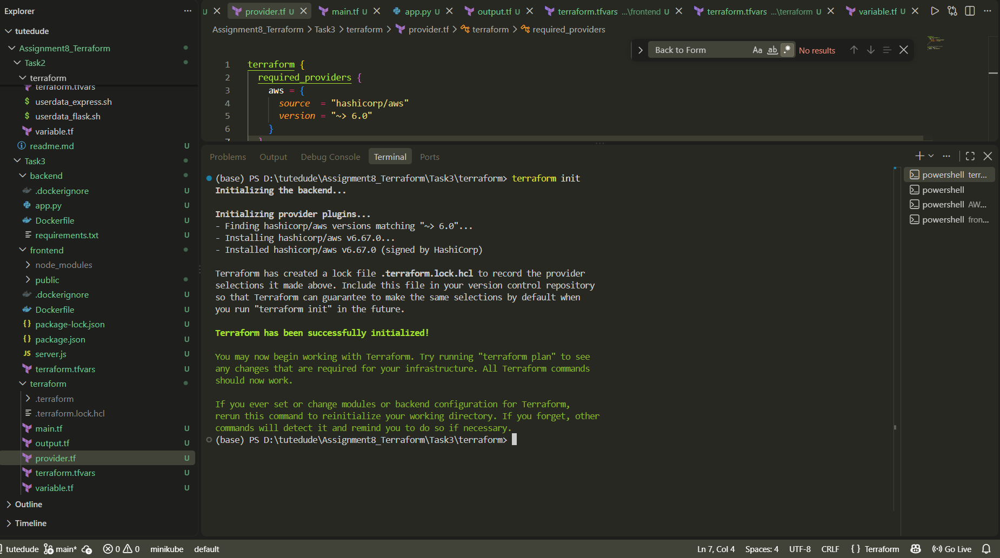 Explorer
tutedude
Assignment8_Terraform
Task2
terraform
terraform.tfvars
userdata_express.sh
userdata_flask.sh
variable.tf
readme.md U
Task3
backend
.dockerignore U
app.py U
Dockerfile U
requirements.txt U
frontend
node_modules
public
.dockerignore U
Dockerfile U
package-lock.json U
package.json U
server.js U
terraform.tfvars U
terraform
.terraform
.terraform.lock.hcl
main.tf U
output.tf U
provider.tf U
terraform.tfvars U
variable.tf U
Outline
Timeline
U provider.tf U main.tf U app.py U output.tf U terraform.tfvars ...\frontend U terraform.tfvars ...\terraform U variable.tf U
Assignment8_Terraform > Task3 > terraform > provider.tf > terraform > required_providers
Back to Form Aa ab .* No results
1 terraform {
2 required_providers {
3 aws = {
4 source = "hashicorp/aws"
5 version = "~> 6.0"
6 }
7 }
Problems Output Debug Console Terminal Ports
(base) PS D:\tutedude\Assignment8_Terraform\Task3\terraform> terraform init
Initializing the backend...
Initializing provider plugins...
- Finding hashicorp/aws versions matching "~> 6.0"...
- Installing hashicorp/aws v6.67.0...
- Installed hashicorp/aws v6.67.0 (signed by HashiCorp)
Terraform has created a lock file .terraform.lock.hcl to record the provider
selections it made above. Include this file in your version control repository
so that Terraform can guarantee to make the same selections by default when
you run "terraform init" in the future.
Terraform has been successfully initialized!
You may now begin working with Terraform. Try running "terraform plan" to see
any changes that are required for your infrastructure. All Terraform commands
should now work.
If you ever set or change modules or backend configuration for Terraform,
rerun this command to reinitialize your working directory. If you forget, other
commands will detect it and remind you to do so if necessary.
(base) PS D:\tutedude\Assignment8_Terraform\Task3\terraform>
powershell terr...
powershell
powershell AW...
powershell fron...
tutedude main* 0 0 minikube default Ln 7, Col 4 Spaces: 4 UTF-8 CRLF {} Terraform Go Live